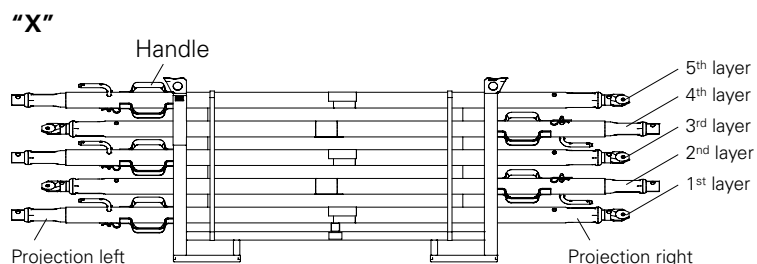 "X"
Handle
5th layer
4th layer
3rd layer
2nd layer
1st layer
Projection left
Projection right